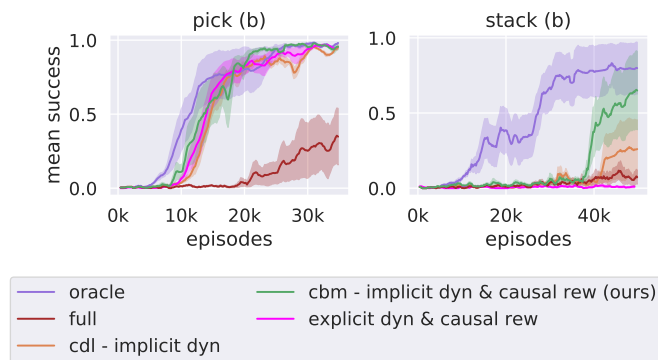 pick (b)
stack (b)
mean success
1.0
0.5
0.0
0k
10k
20k
30k
episodes
1.0
0.5
0.0
0k
20k
40k
episodes
oracle
full
cdl - implicit dyn
cbm - implicit dyn & causal rew (ours)
explicit dyn & causal rew